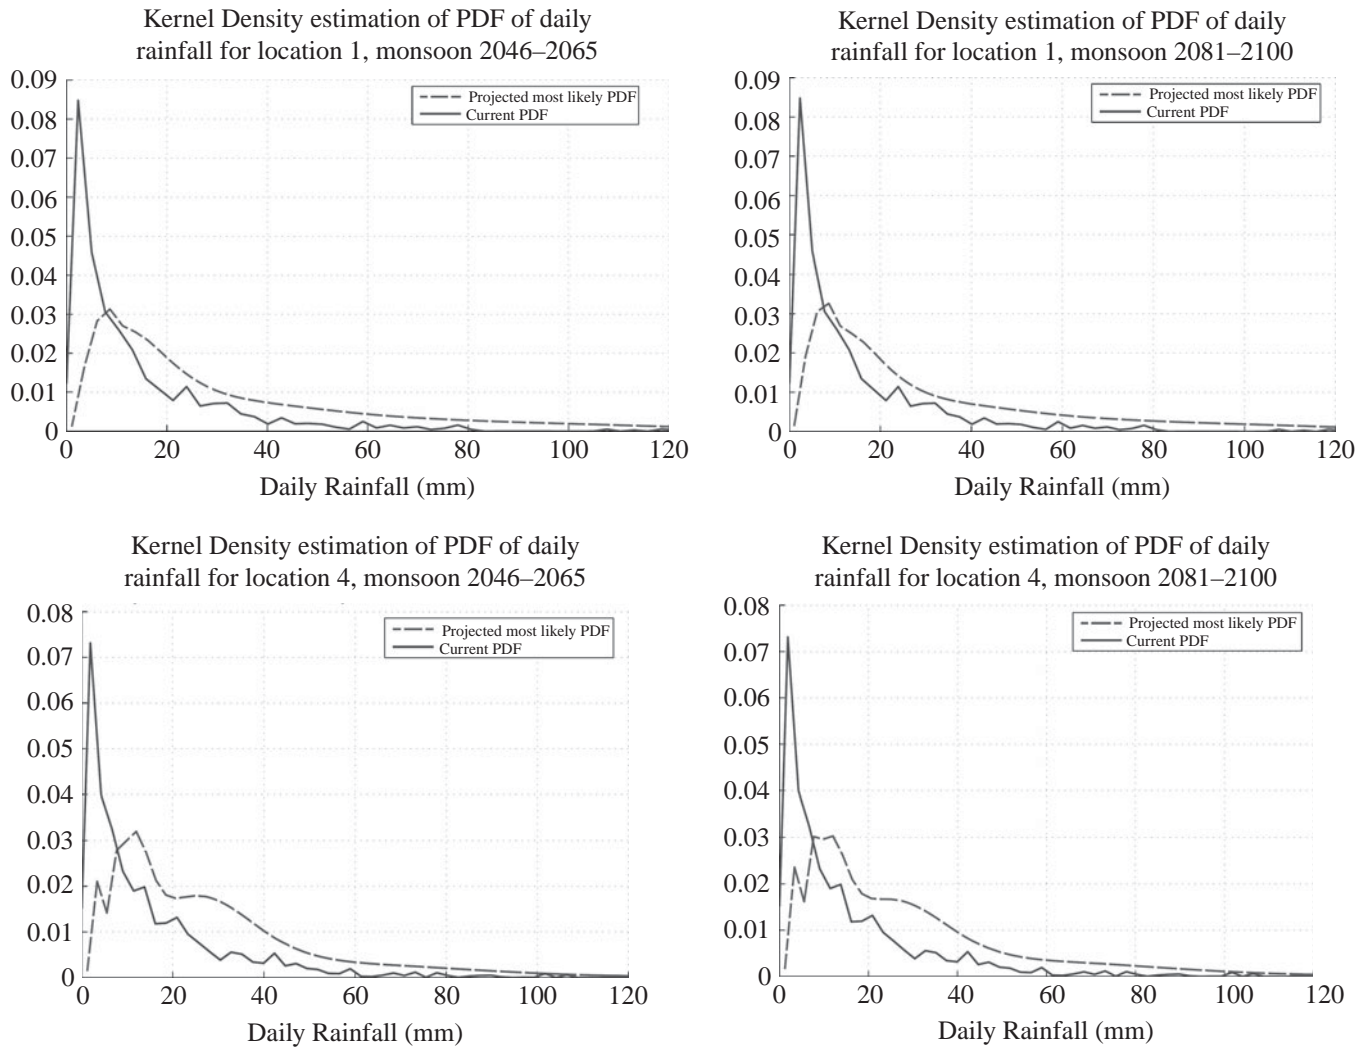 Kernel Density estimation of PDF of daily
rainfall for location 1, monsoon 2046–2065
0.09
0.08
0.07
0.06
0.05
0.04
0.03
0.02
0.01
0
Projected most likely PDF
Current PDF
0 20 40 60 80 100 120
Daily Rainfall (mm)
Kernel Density estimation of PDF of daily
rainfall for location 1, monsoon 2081–2100
0.09
0.08
0.07
0.06
0.05
0.04
0.03
0.02
0.01
0
Projected most likely PDF
Current PDF
0 20 40 60 80 100 120
Daily Rainfall (mm)
Kernel Density estimation of PDF of daily
rainfall for location 4, monsoon 2046–2065
0.08
0.07
0.06
0.05
0.04
0.03
0.02
0.01
0
Projected most likely PDF
Current PDF
0 20 40 60 80 100 120
Daily Rainfall (mm)
Kernel Density estimation of PDF of daily
rainfall for location 4, monsoon 2081–2100
0.08
0.07
0.06
0.05
0.04
0.03
0.02
0.01
0
Projected most likely PDF
Current PDF
0 20 40 60 80 100 120
Daily Rainfall (mm)